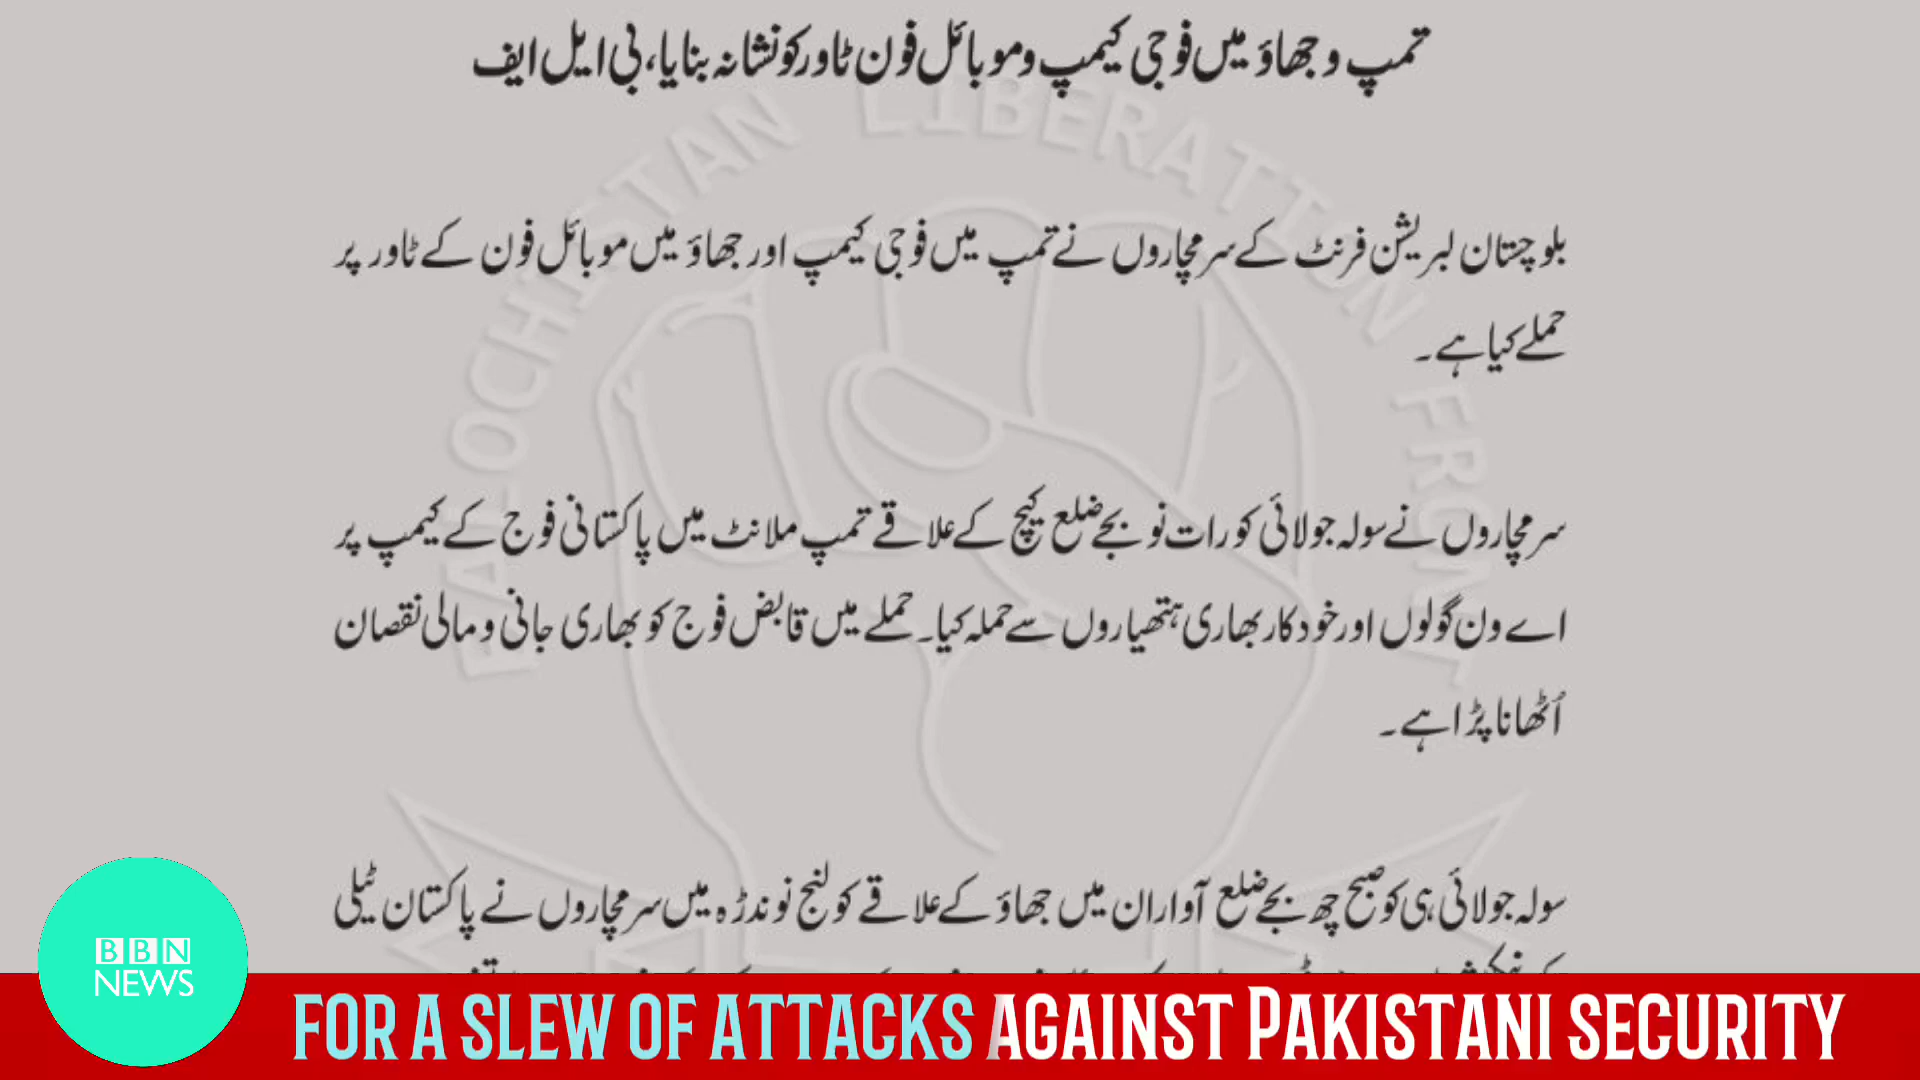 تمپ و جھاؤ میں فوجی کیمپ و موبائل فون ٹاور کو نشانہ بنایا، بی ایل ایف
BALOCHISTAN LIBERATION FRONT
بلوچستان لبریشن فرنٹ کے سرمچاروں نے تمپ میں فوجی کیمپ اور جھاؤ میں موبائل فون کے ٹاور پر
حملے کیا ہے۔
سرمچاروں نے سولہ جولائی کو رات نو بجے ضلع کیچ کے علاقے تمپ ملانٹ میں پاکستانی فوج کے کیمپ پر
اے ون گولوں اور خودکار بھاری ہتھیاروں سے حملہ کیا۔ حملے میں قابض فوج کو بھاری جانی و مالی نقصان
اُٹھانا پڑا ہے۔
سولہ جولائی ہی کو صبح چھ بجے ضلع آواران میں جھاؤ کے علاقے کولنج نوندڑہ میں سرمچاروں نے پاکستان ٹیلی
BBN
NEWS
FOR A SLEW OF ATTACKS AGAINST PAKISTANI SECURITY